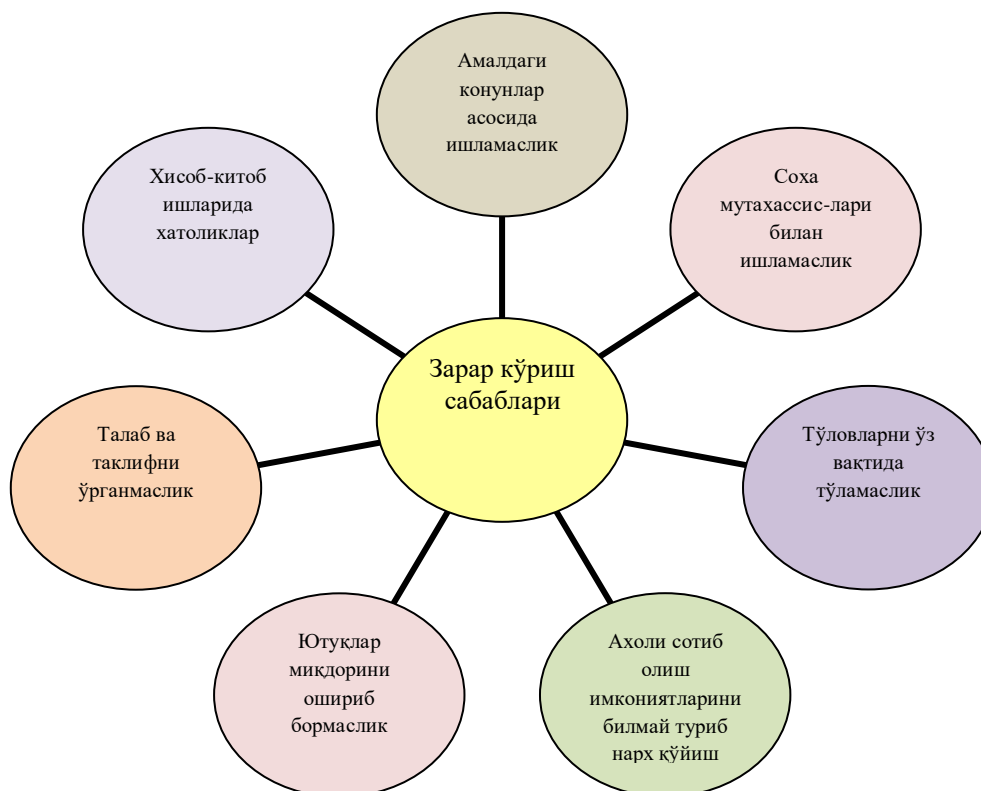 Амалдаги
конунлар
асосида
ишламаслик
Хисоб-китоб
ишларида
хатоликлар
Соха
мутахассис-лари
билан
ишламаслик
Зарар кўриш
сабаблари
Талаб ва
таклифни
ўрганмаслик
Тўловларни ўз
вақтида
тўламаслик
Ютуқлар
миқдорини
ошириб
бормаслик
Ахоли сотиб
олиш
имкониятларини
билмай туриб
нарх қўйиш